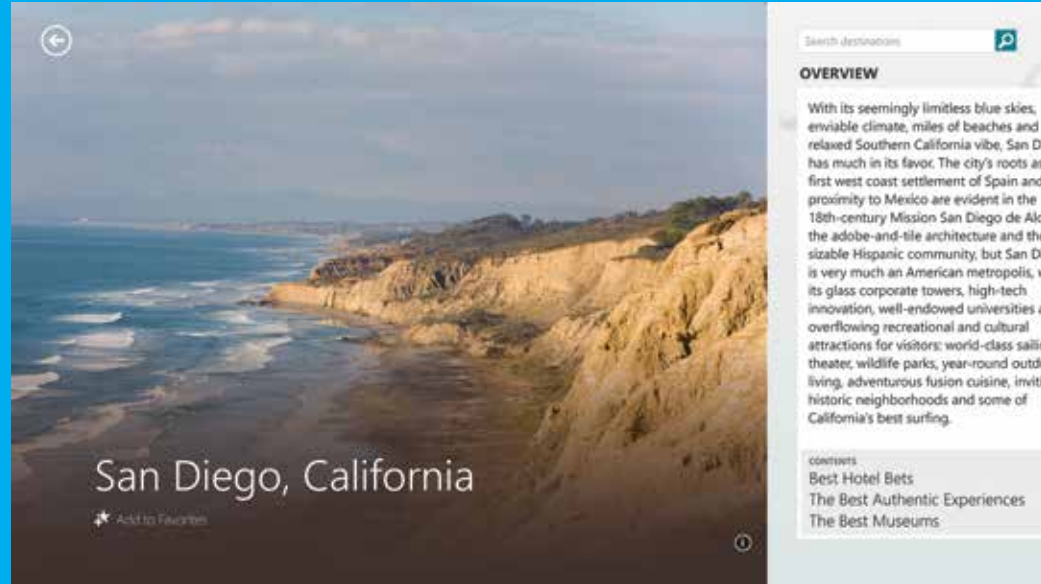 San Diego, California
Add to Favorites
Search destinations
OVERVIEW
With its seemingly limitless blue skies,
enviable climate, miles of beaches and
relaxed Southern California vibe, San D
has much in its favor. The city's roots as
first west coast settlement of Spain and
proximity to Mexico are evident in the
18th-century Mission San Diego de Alc
the adobe-and-tile architecture and the
sizable Hispanic community, but San D
is very much an American metropolis, w
its glass corporate towers, high-tech
innovation, well-endowed universities a
overflowing recreational and cultural
attractions for visitors: world-class saili
theater, wildlife parks, year-round outd
living, adventurous fusion cuisine, inviti
historic neighborhoods and some of
California's best surfing.
CONTENTS
Best Hotel Bets
The Best Authentic Experiences
The Best Museums